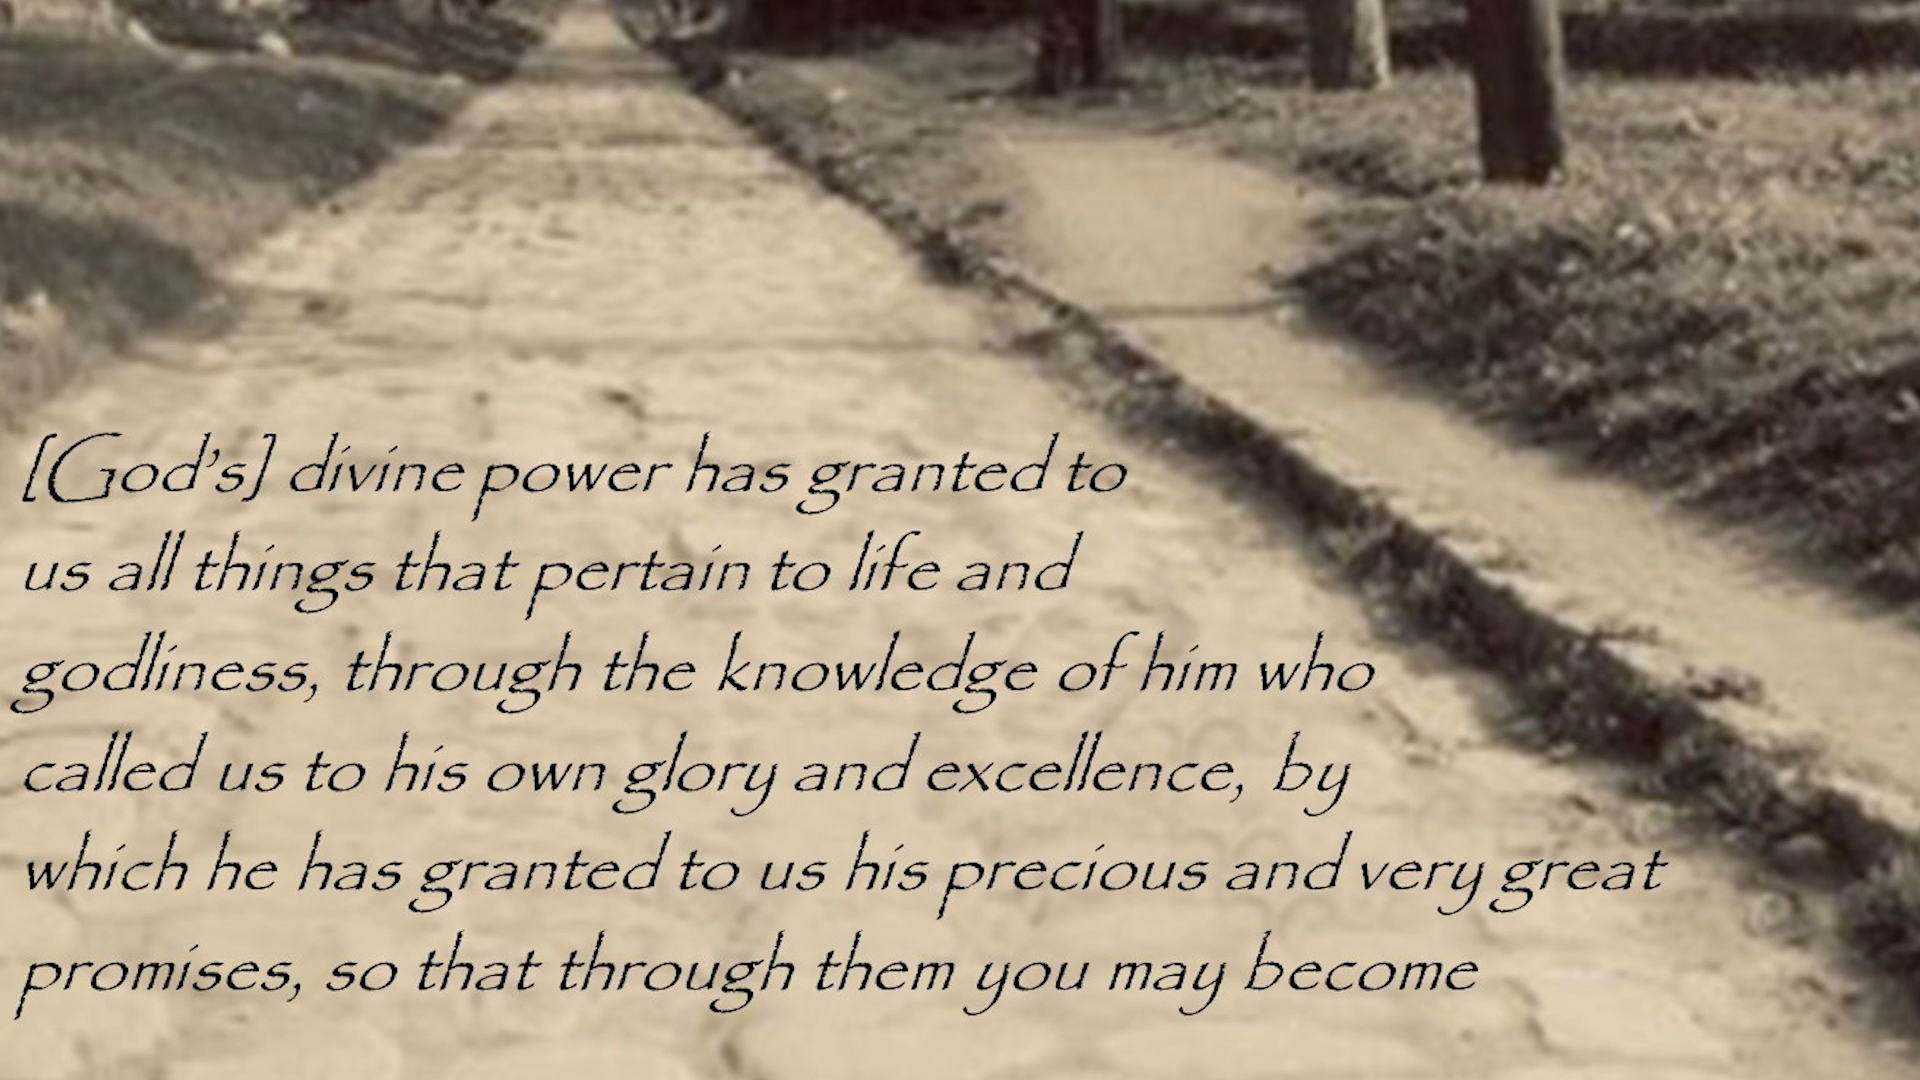 [God's] divine power has granted to
us all things that pertain to life and
godliness, through the knowledge of him who
called us to his own glory and excellence, by
which he has granted to us his precious and very great
promises, so that through them you may become